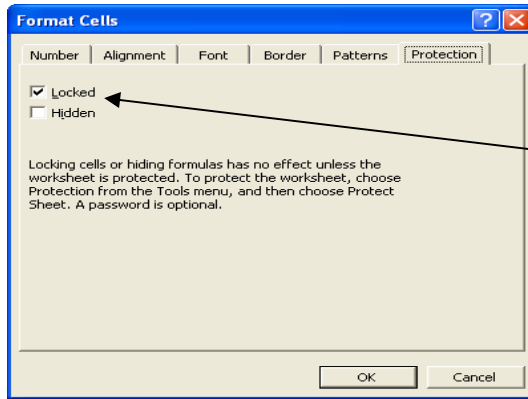 Format Cells
Number Alignment Font Border Patterns Protection
Locked
Hidden
Locking cells or hiding formulas has no effect unless the
worksheet is protected. To protect the worksheet, choose
Protection from the Tools menu, and then choose Protect
Sheet. A password is optional.
OK Cancel